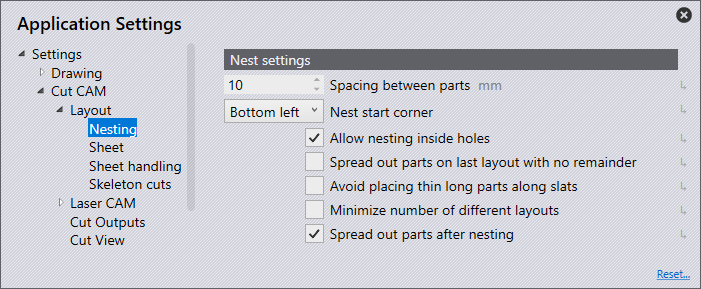 Application Settings
Settings
Drawing
Cut CAM
Layout
Nesting
Sheet
Sheet handling
Skeleton cuts
Laser CAM
Cut Outputs
Cut View
Nest settings
10 Spacing between parts mm
Bottom left Nest start corner
Allow nesting inside holes
Spread out parts on last layout with no remainder
Avoid placing thin long parts along slats
Minimize number of different layouts
Spread out parts after nesting
Reset...